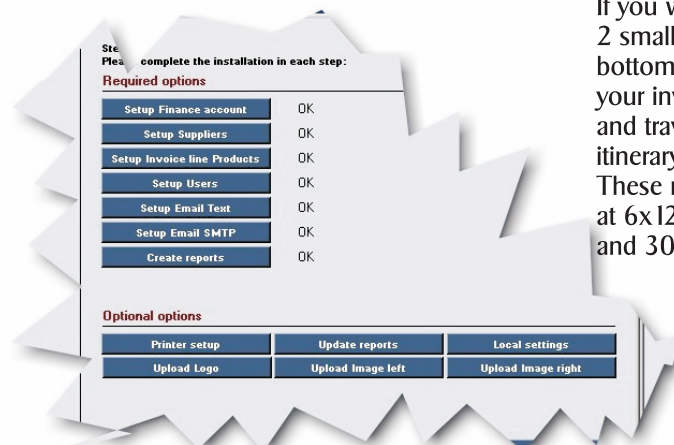 Ste
Plea complete the installation in each step:
Required options
Setup Finance account OK
Setup Suppliers OK
Setup Invoice line Products OK
Setup Users OK
Setup Email Text OK
Setup Email SMTP OK
Create reports OK
Optional options
Printer setup Update reports Local settings
Upload Logo Upload Image left Upload Image right
If you
2 small
bottom
your in
and tra
itinerary
These
at 6x12
and 30